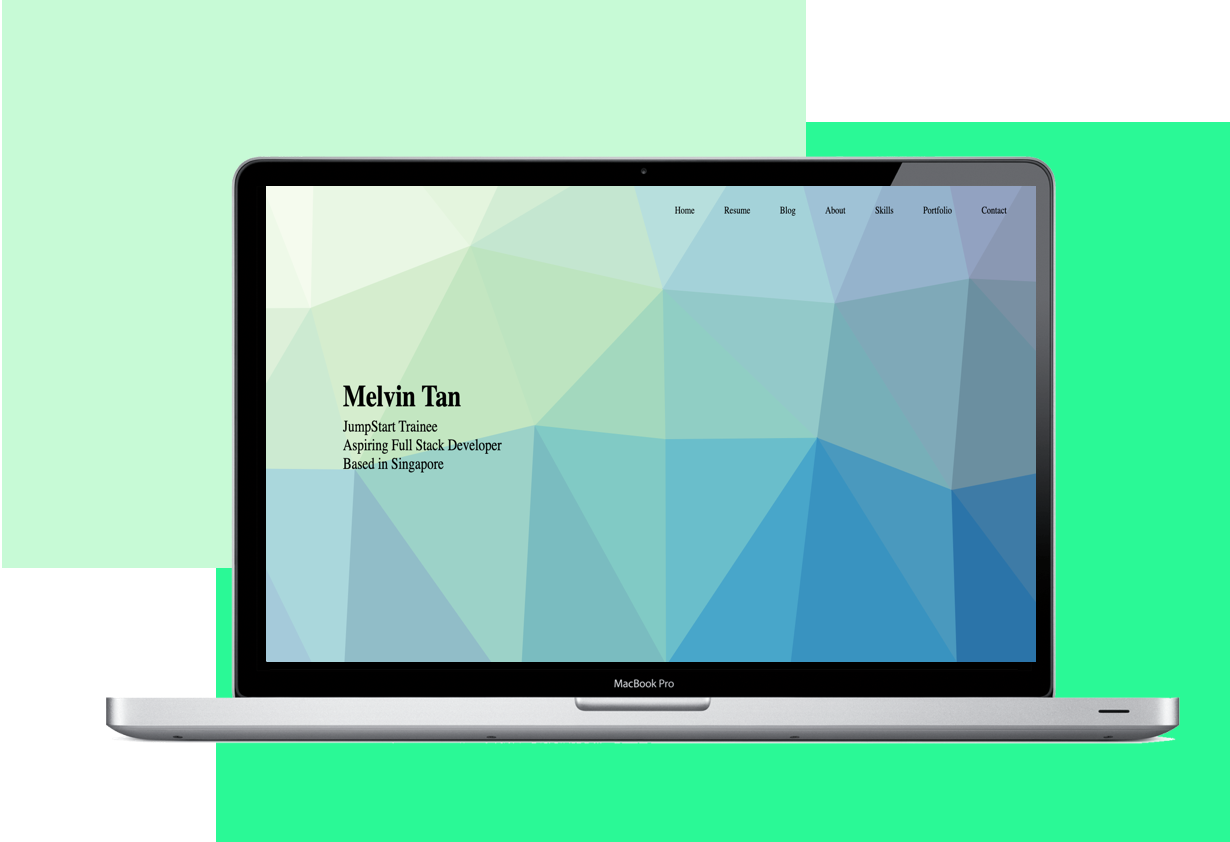 Home Resume Blog About Skills Portfolio Contact
Melvin Tan
JumpStart Trainee
Aspiring Full Stack Developer
Based in Singapore
MacBook Pro